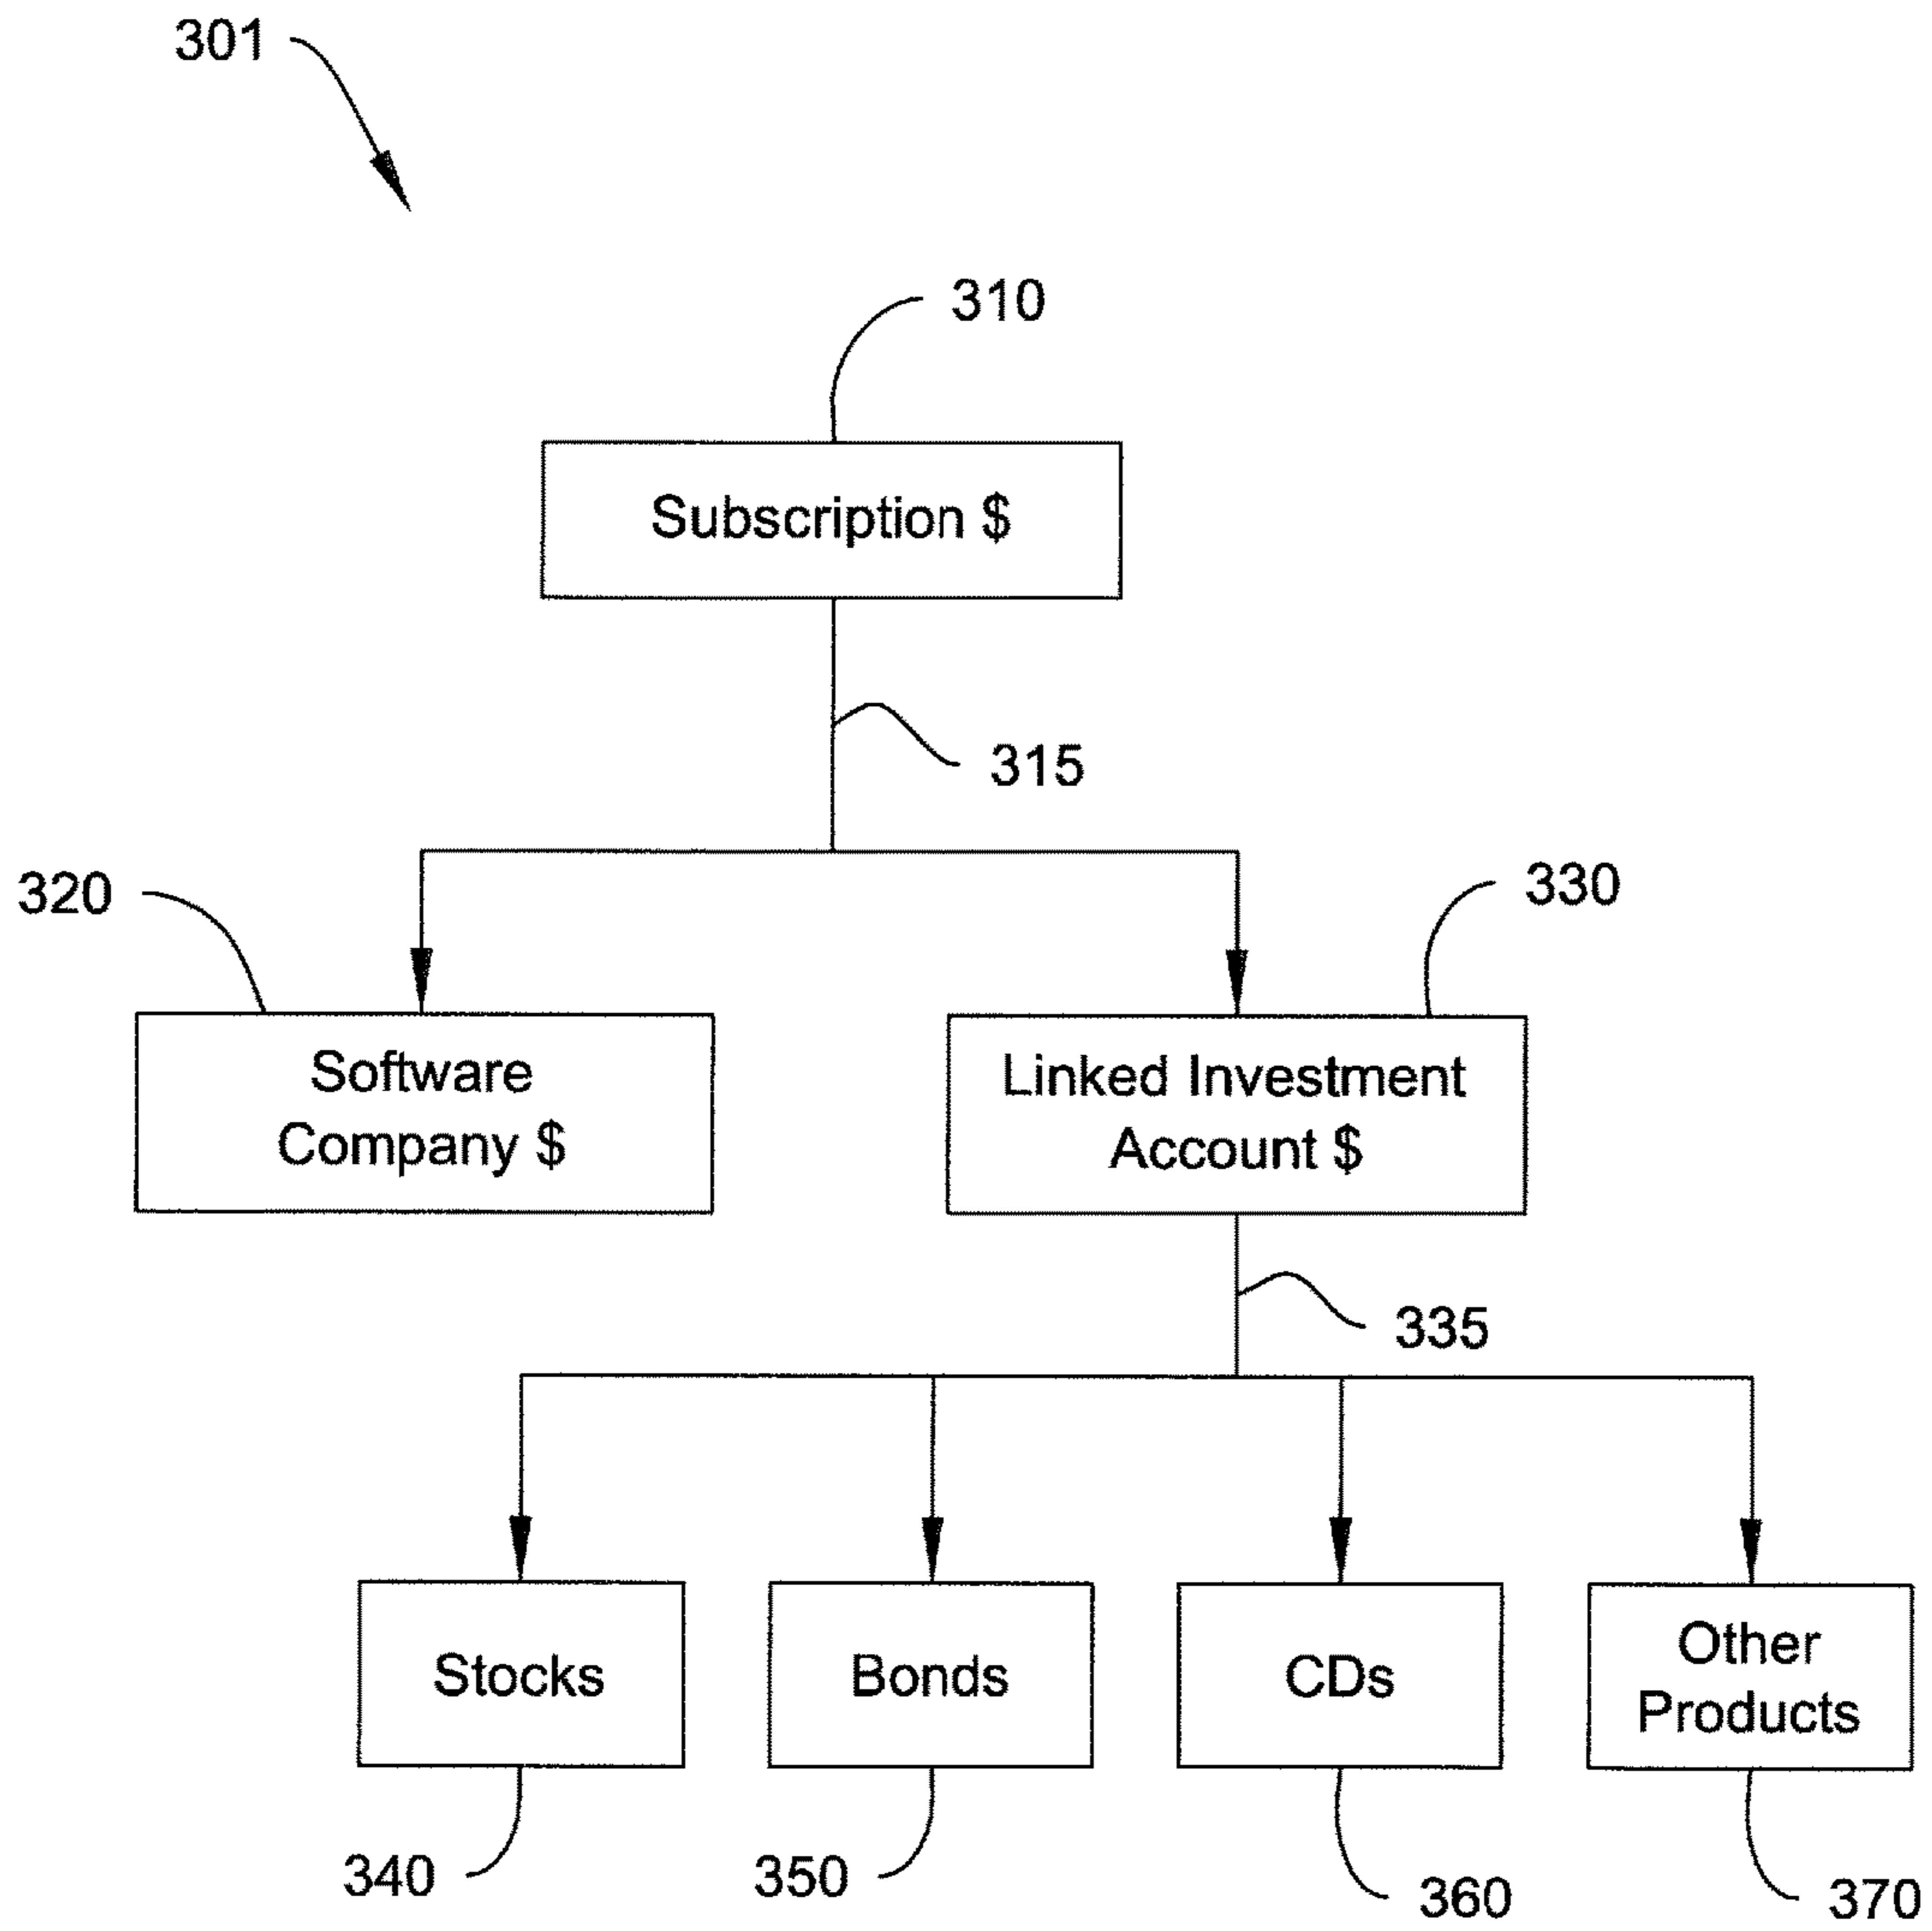 301
310
Subscription $
315
320
330
Software
Company $
Linked Investment
Account $
335
Stocks
Bonds
CDs
Other
Products
340
350
360
370